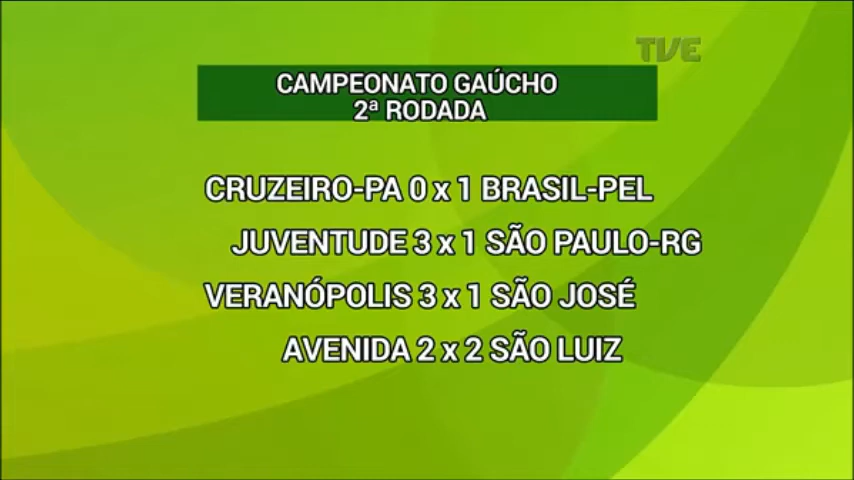 TVE
CAMPEONATO GAÚCHO
2ª RODADA
CRUZEIRO-PA 0 x 1 BRASIL-PEL
JUVENTUDE 3 x 1 SÃO PAULO-RG
VERANÓPOLIS 3 x 1 SÃO JOSÉ
AVENIDA 2 x 2 SÃO LUIZ